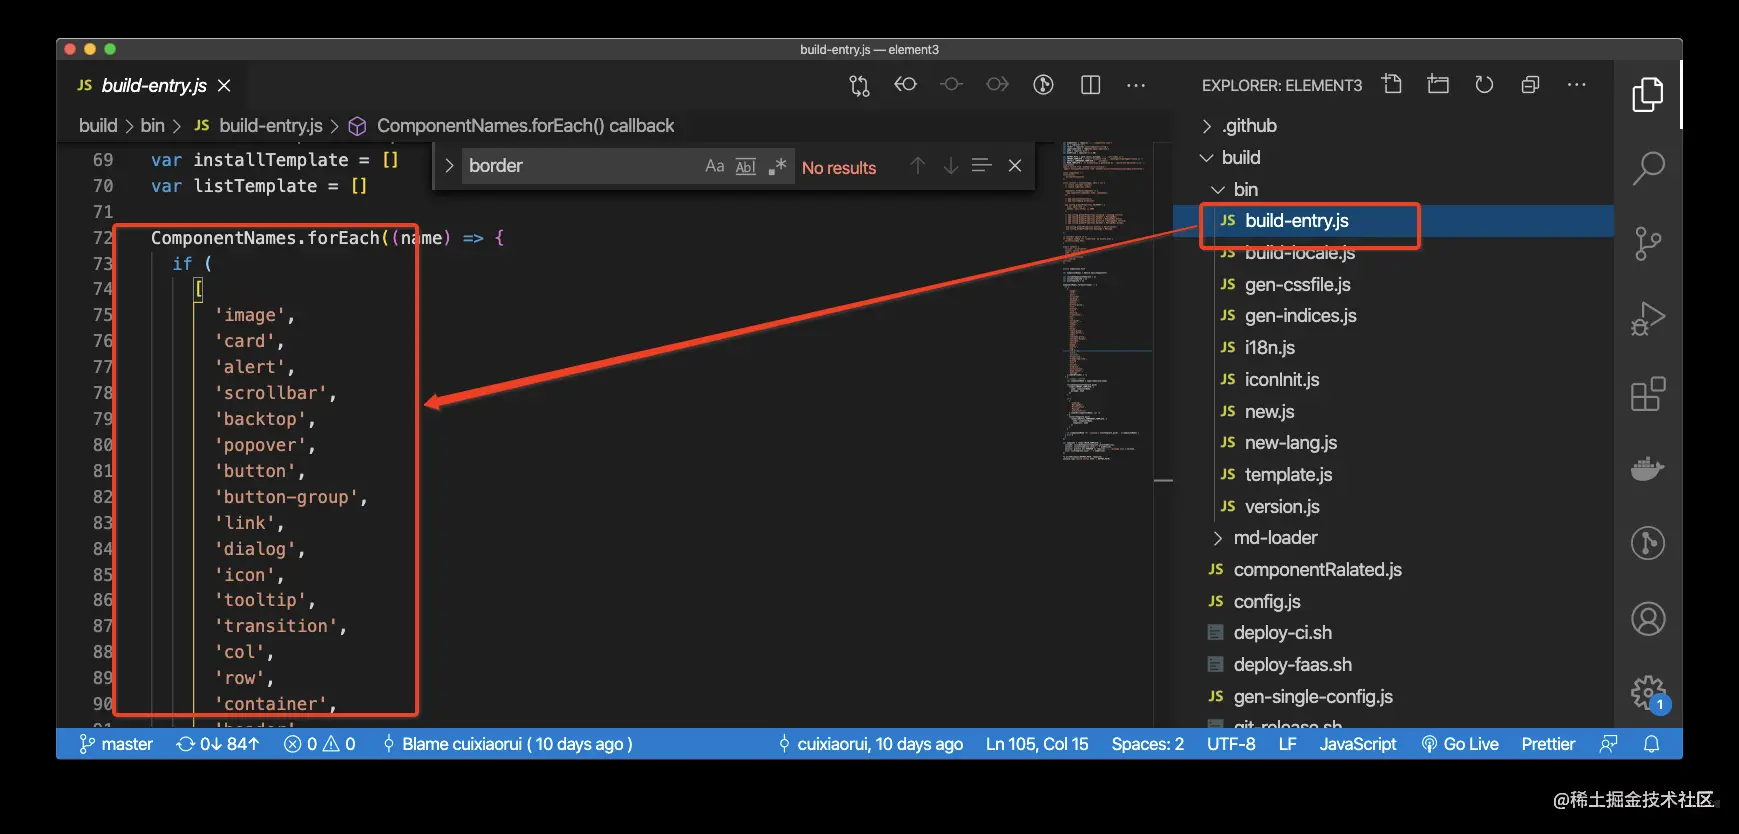 build-entry.js — element3
JS build-entry.js
EXPLORER: ELEMENT3
build > bin > JS build-entry.js > ComponentNames.forEach() callback
border
Aa Abl .*
No results
69 var installTemplate = []
70 var listTemplate = []
71
72 ComponentNames.forEach((name) => {
73 if (
74 [
75 'image',
76 'card',
77 'alert',
78 'scrollbar',
79 'backtop',
80 'popover',
81 'button',
82 'button-group',
83 'link',
84 'dialog',
85 'icon',
86 'tooltip',
87 'transition',
88 'col',
89 'row',
90 'container',
.github
build
bin
JS build-entry.js
JS build-locale.js
JS gen-cssfile.js
JS gen-indices.js
JS i18n.js
JS iconInit.js
JS new.js
JS new-lang.js
JS template.js
JS version.js
md-loader
JS componentRalated.js
JS config.js
deploy-ci.sh
deploy-faas.sh
JS gen-single-config.js
git-release.sh
1
master 0↓ 84↑ 0 0 Blame cuixiaorui ( 10 days ago ) cuixiaorui, 10 days ago Ln 105, Col 15 Spaces: 2 UTF-8 LF JavaScript Go Live Prettier
@稀土掘金技术社区